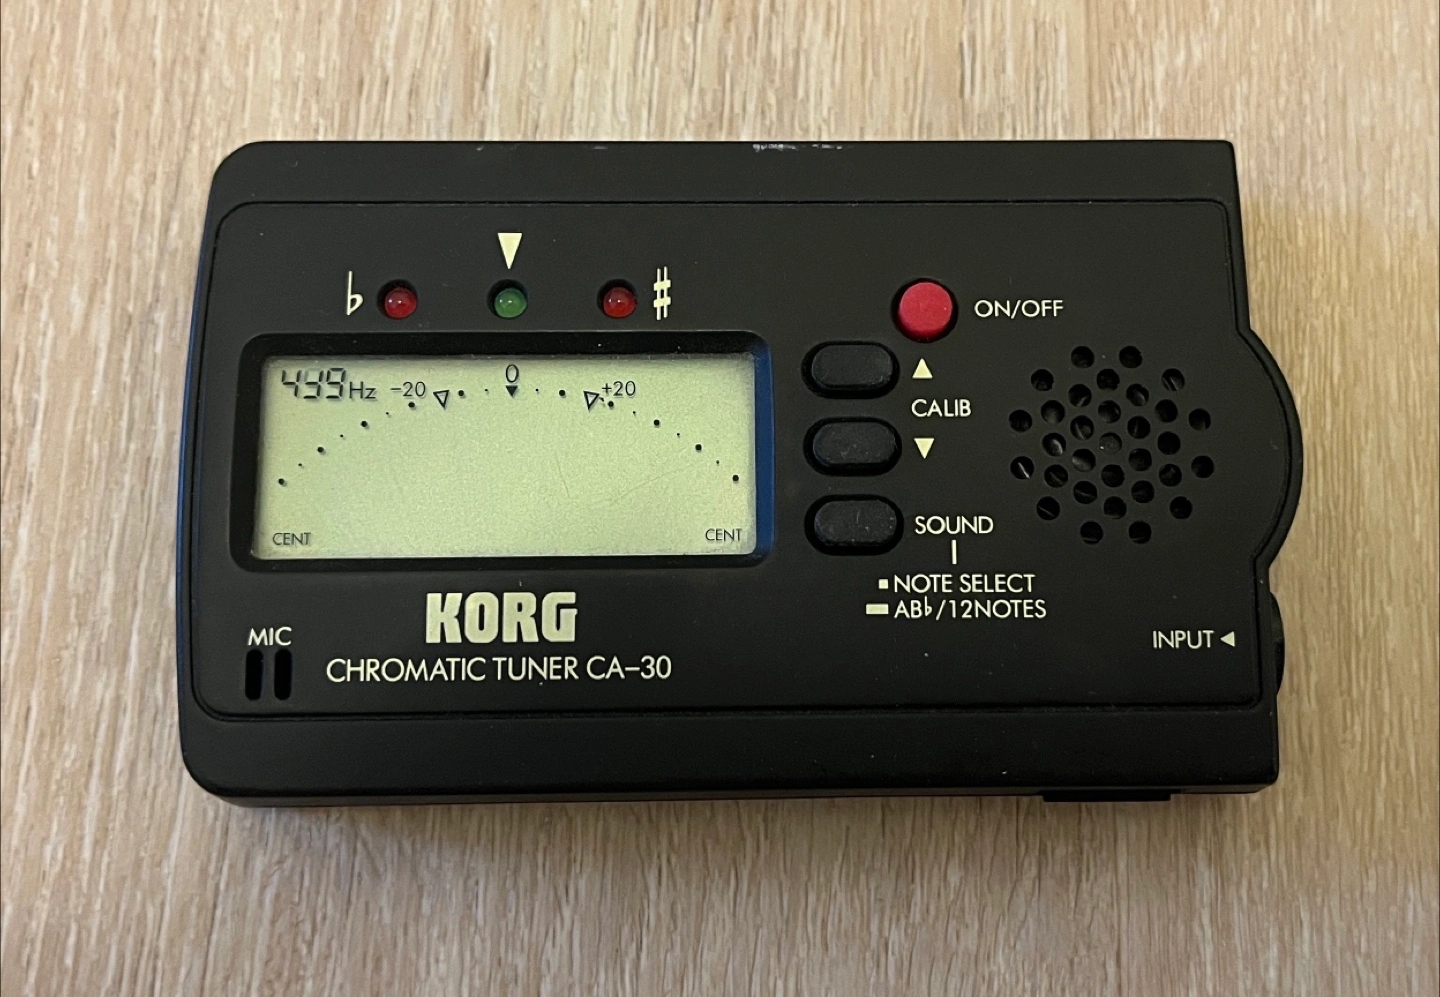 ♭ ♯
ON/OFF
439Hz -20 0 +20
CALIB
CENT CENT
SOUND
NOTE SELECT
AB♭/12NOTES
KORG
MIC
CHROMATIC TUNER CA-30
INPUT